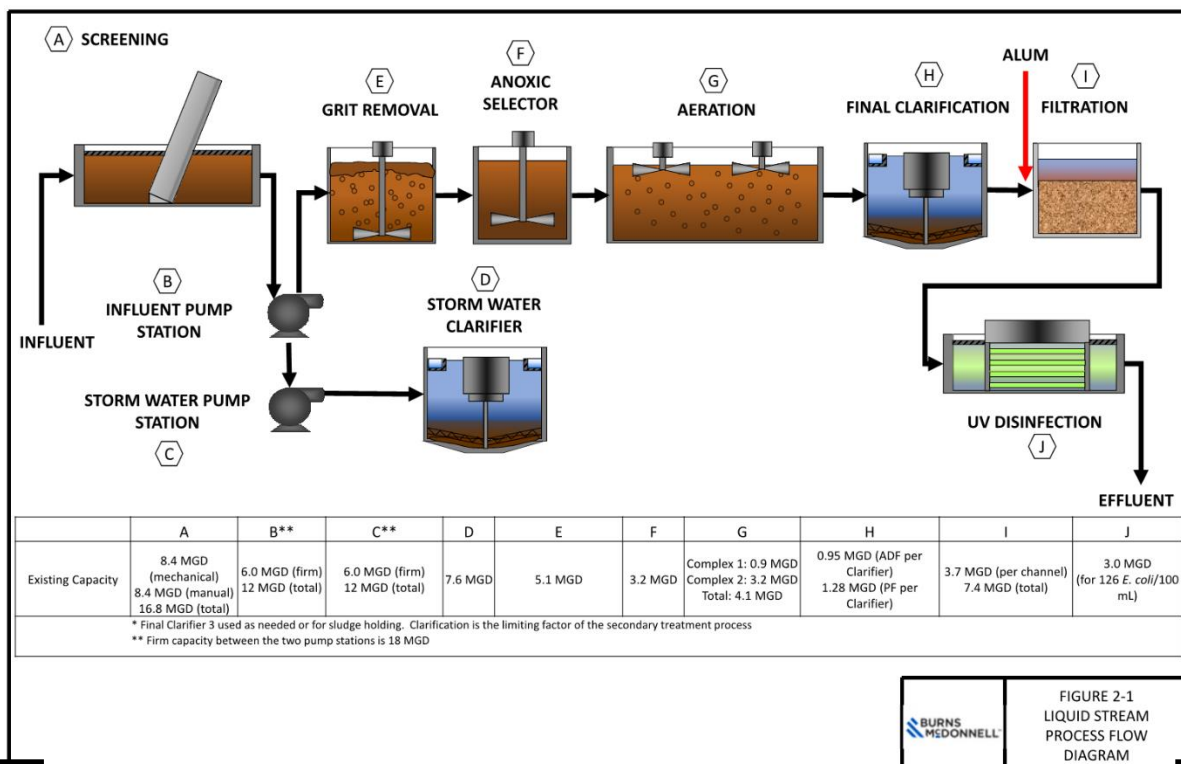 A SCREENING
E
GRIT REMOVAL
F
ANOXIC
SELECTOR
G
AERATION
H
FINAL CLARIFICATION
ALUM
I
FILTRATION
B
INFLUENT PUMP
STATION
INFLUENT
STORM WATER PUMP
STATION
C
D
STORM WATER
CLARIFIER
UV DISINFECTION
J
EFFLUENT
A B** C** D E F G H I J
Existing Capacity
8.4 MGD
(mechanical)
8.4 MGD (manual)
16.8 MGD (total)
6.0 MGD (firm)
12 MGD (total)
6.0 MGD (firm)
12 MGD (total)
7.6 MGD
5.1 MGD
3.2 MGD
Complex 1: 0.9 MGD
Complex 2: 3.2 MGD
Total: 4.1 MGD
0.95 MGD (ADF per
Clarifier)
1.28 MGD (PF per
Clarifier)
3.7 MGD (per channel)
7.4 MGD (total)
3.0 MGD
(for 126 E. coli/100
mL)
* Final Clarifier 3 used as needed or for sludge holding. Clarification is the limiting factor of the secondary treatment process
** Firm capacity between the two pump stations is 18 MGD
BURNS
McDONNELL
FIGURE 2-1
LIQUID STREAM
PROCESS FLOW
DIAGRAM